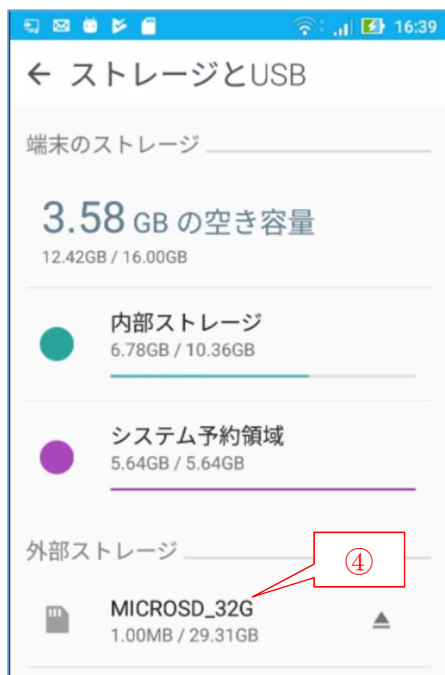 16:39
← ストレージとUSB
端末のストレージ
3.58 GB の空き容量
12.42GB / 16.00GB
内部ストレージ
6.78GB / 10.36GB
システム予約領域
5.64GB / 5.64GB
外部ストレージ
④
MICROSD_32G
1.00MB / 29.31GB